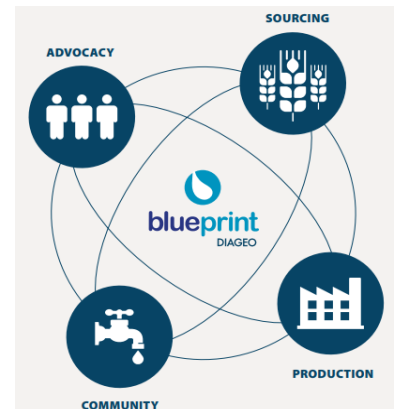 SOURCING
ADVOCACY
blueprint
DIAGEO
PRODUCTION
COMMUNITY